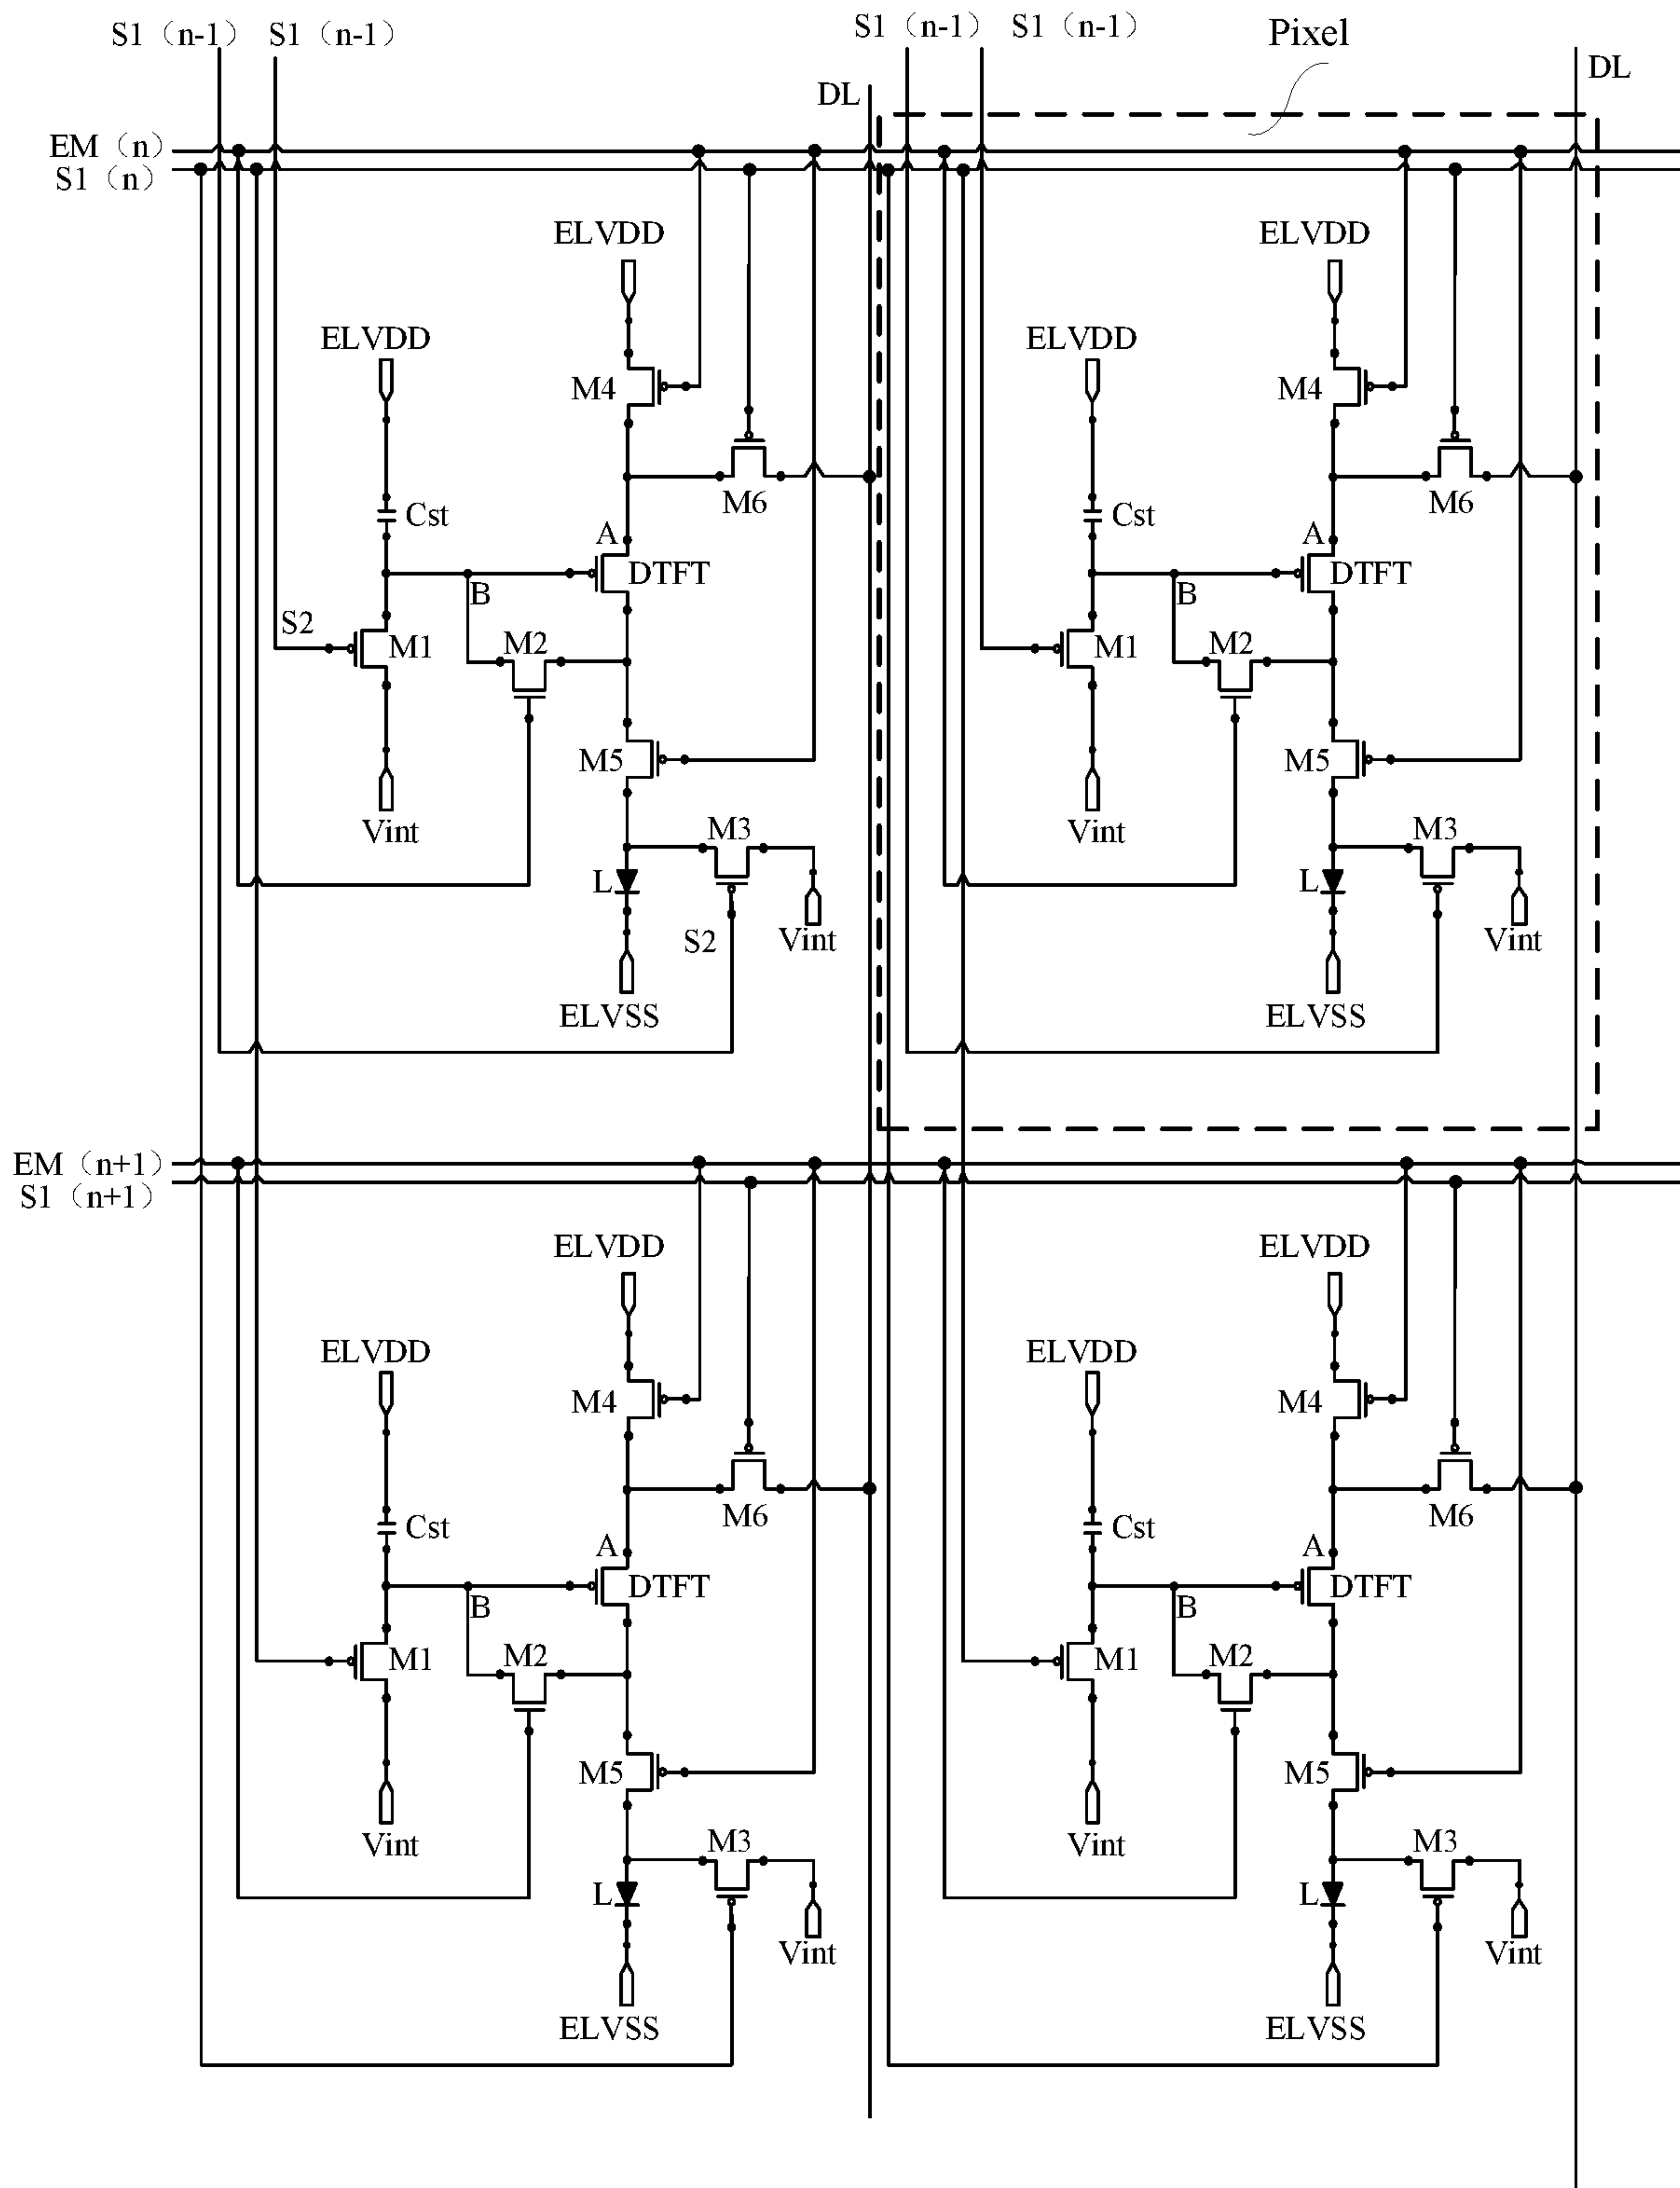 S1（n-1） S1（n-1） S1（n-1） S1（n-1） Pixel
DL DL
EM（n）
S1（n）
ELVDD ELVDD
ELVDD ELVDD
M4 M4
Cst M6 Cst M6
A A
B DTFT B DTFT
S2 M1 M2 M1 M2
M5 M5
Vint M3 Vint M3
L L
S2 Vint Vint
ELVSS ELVSS
EM（n+1）
S1（n+1）
ELVDD ELVDD
ELVDD ELVDD
M4 M4
Cst M6 Cst M6
A A
B DTFT B DTFT
M1 M2 M1 M2
M5 M5
Vint M3 Vint M3
L L
Vint Vint
ELVSS ELVSS